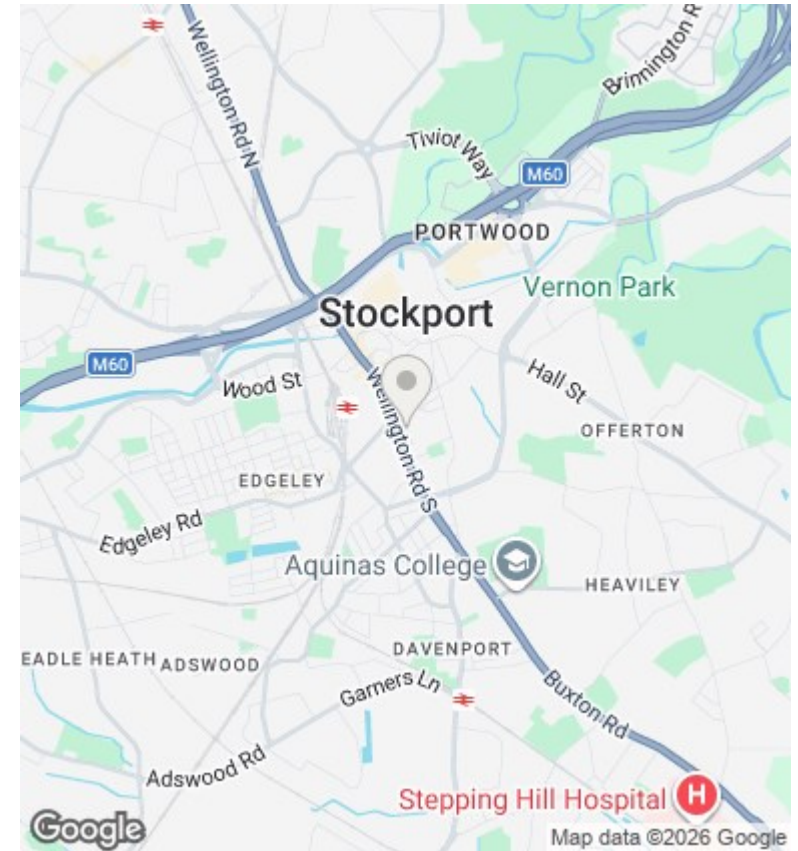 Wellington Rd N
Brinnington R
Tiviot Way
M60
PORTWOOD
Vernon Park
Stockport
M60
Wood St
Hall St
Wellington Rd S
OFFERTON
EDGELEY
Edgeley Rd
Aquinas College
HEAVILEY
EADLE HEATH
ADSWOOD
DAVENPORT
Garners Ln
Buxton Rd
Adswood Rd
Stepping Hill Hospital
H
Google
Map data ©2026 Google